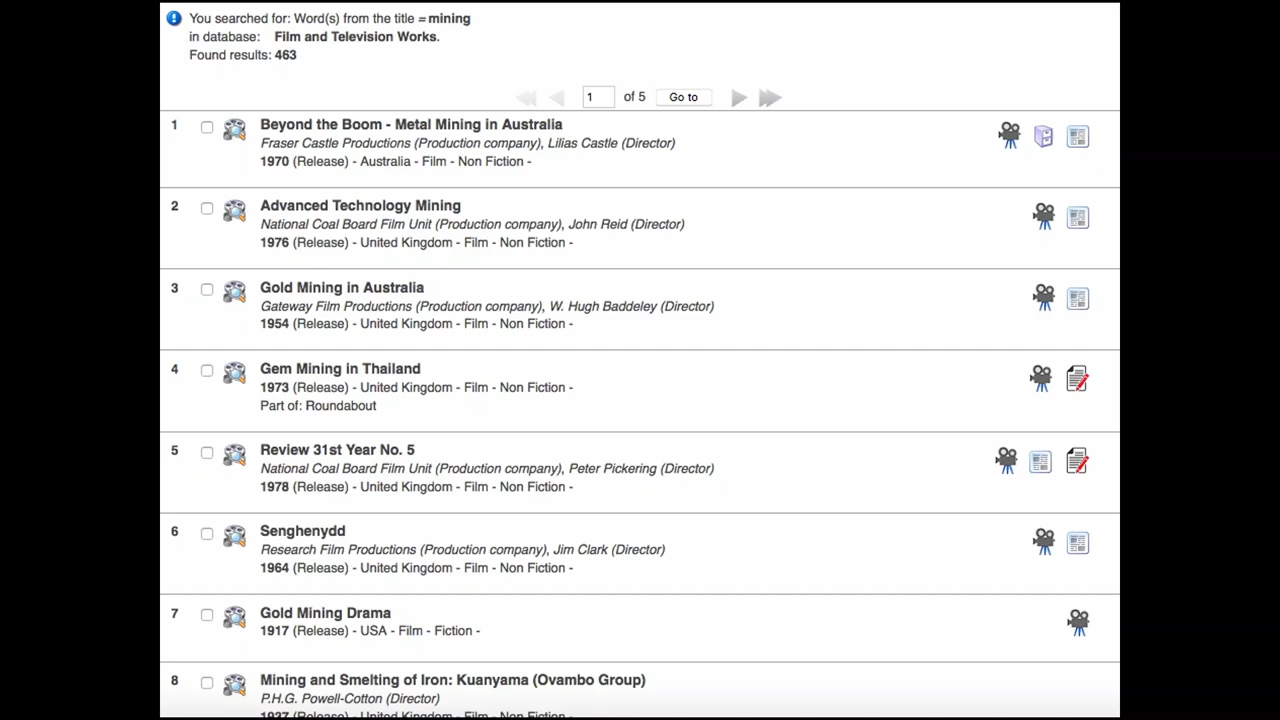 You searched for: Word(s) from the title = mining
in database: Film and Television Works.
Found results: 463
1 of 5 Go to
1 Beyond the Boom - Metal Mining in Australia
Fraser Castle Productions (Production company), Lilias Castle (Director)
1970 (Release) - Australia - Film - Non Fiction -
2 Advanced Technology Mining
National Coal Board Film Unit (Production company), John Reid (Director)
1976 (Release) - United Kingdom - Film - Non Fiction -
3 Gold Mining in Australia
Gateway Film Productions (Production company), W. Hugh Baddeley (Director)
1954 (Release) - United Kingdom - Film - Non Fiction -
4 Gem Mining in Thailand
1973 (Release) - United Kingdom - Film - Non Fiction -
Part of: Roundabout
5 Review 31st Year No. 5
National Coal Board Film Unit (Production company), Peter Pickering (Director)
1978 (Release) - United Kingdom - Film - Non Fiction -
6 Senghenydd
Research Film Productions (Production company), Jim Clark (Director)
1964 (Release) - United Kingdom - Film - Non Fiction -
7 Gold Mining Drama
1917 (Release) - USA - Film - Fiction -
8 Mining and Smelting of Iron: Kuanyama (Ovambo Group)
P.H.G. Powell-Cotton (Director)
1937 (Release) - United Kingdom - Film - Non Fiction -